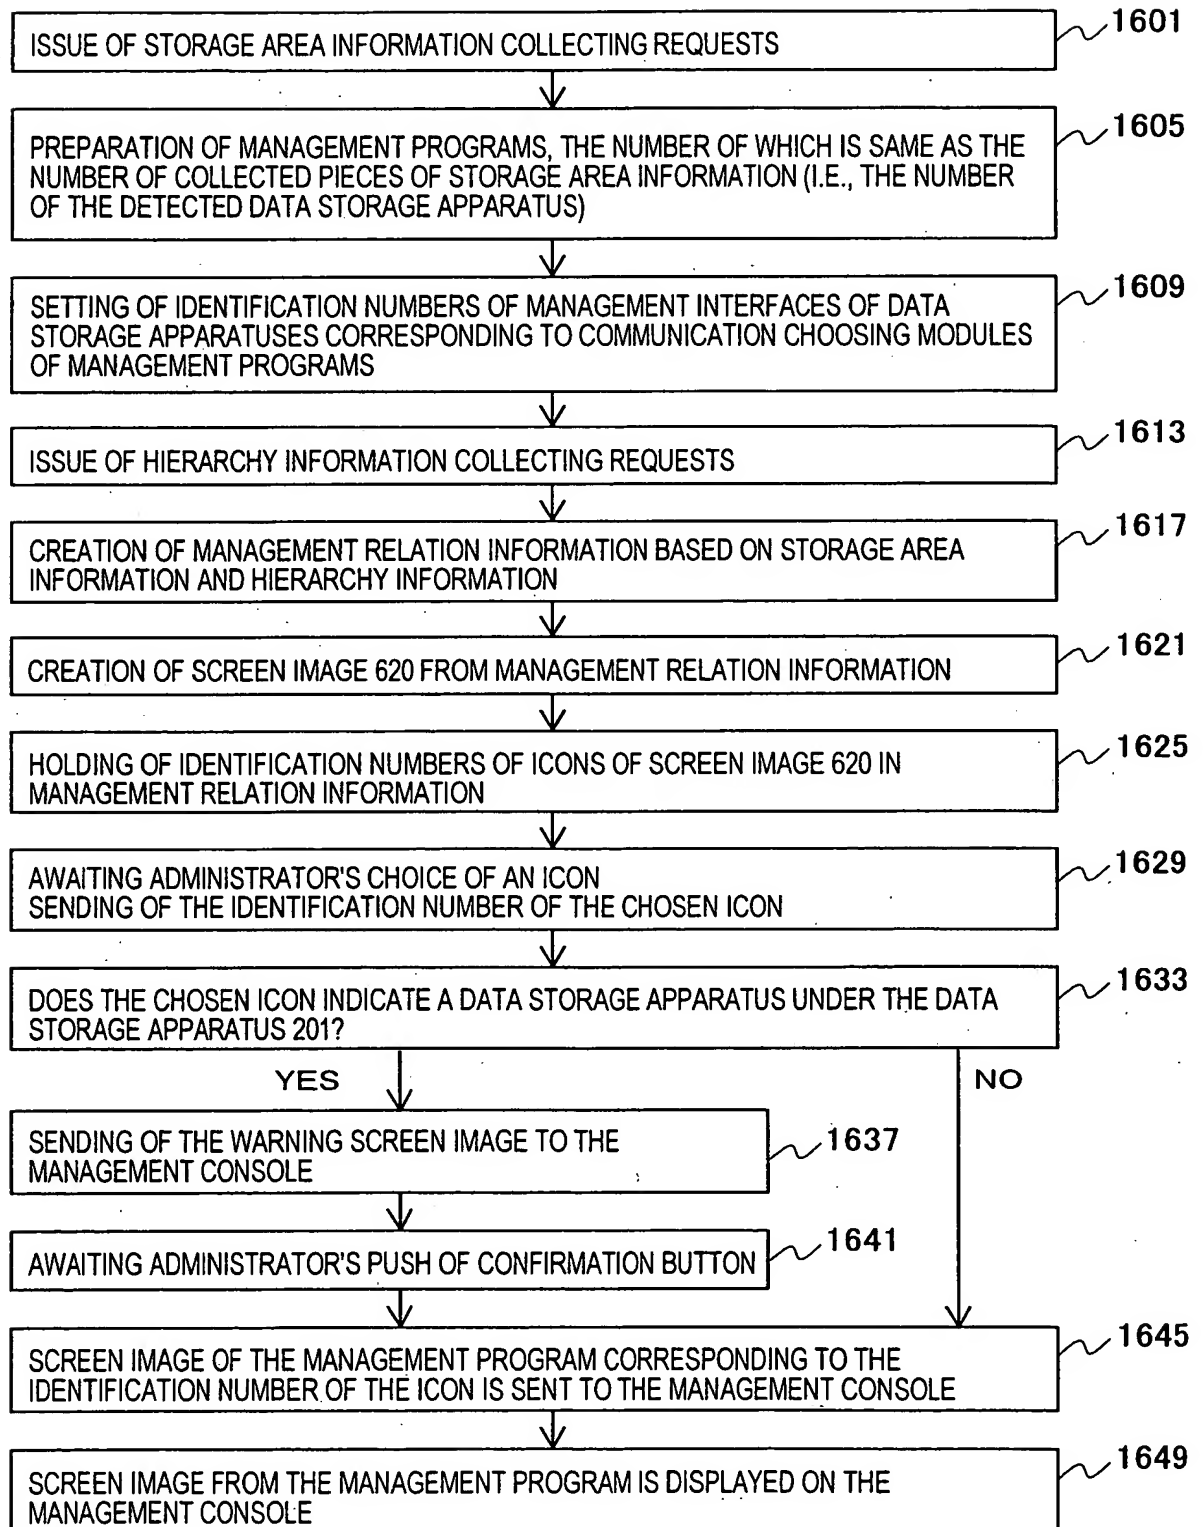 ISSUE OF STORAGE AREA INFORMATION COLLECTING REQUESTS
1601
PREPARATION OF MANAGEMENT PROGRAMS, THE NUMBER OF WHICH IS SAME AS THE
NUMBER OF COLLECTED PIECES OF STORAGE AREA INFORMATION (I.E., THE NUMBER
OF THE DETECTED DATA STORAGE APPARATUS)
1605
SETTING OF IDENTIFICATION NUMBERS OF MANAGEMENT INTERFACES OF DATA
STORAGE APPARATUSES CORRESPONDING TO COMMUNICATION CHOOSING MODULES
OF MANAGEMENT PROGRAMS
1609
ISSUE OF HIERARCHY INFORMATION COLLECTING REQUESTS
1613
CREATION OF MANAGEMENT RELATION INFORMATION BASED ON STORAGE AREA
INFORMATION AND HIERARCHY INFORMATION
1617
CREATION OF SCREEN IMAGE 620 FROM MANAGEMENT RELATION INFORMATION
1621
HOLDING OF IDENTIFICATION NUMBERS OF ICONS OF SCREEN IMAGE 620 IN
MANAGEMENT RELATION INFORMATION
1625
AWAITING ADMINISTRATOR'S CHOICE OF AN ICON
SENDING OF THE IDENTIFICATION NUMBER OF THE CHOSEN ICON
1629
DOES THE CHOSEN ICON INDICATE A DATA STORAGE APPARATUS UNDER THE DATA
STORAGE APPARATUS 201?
1633
YES
NO
SENDING OF THE WARNING SCREEN IMAGE TO THE
MANAGEMENT CONSOLE
1637
AWAITING ADMINISTRATOR'S PUSH OF CONFIRMATION BUTTON
1641
SCREEN IMAGE OF THE MANAGEMENT PROGRAM CORRESPONDING TO THE
IDENTIFICATION NUMBER OF THE ICON IS SENT TO THE MANAGEMENT CONSOLE
1645
SCREEN IMAGE FROM THE MANAGEMENT PROGRAM IS DISPLAYED ON THE
MANAGEMENT CONSOLE
1649